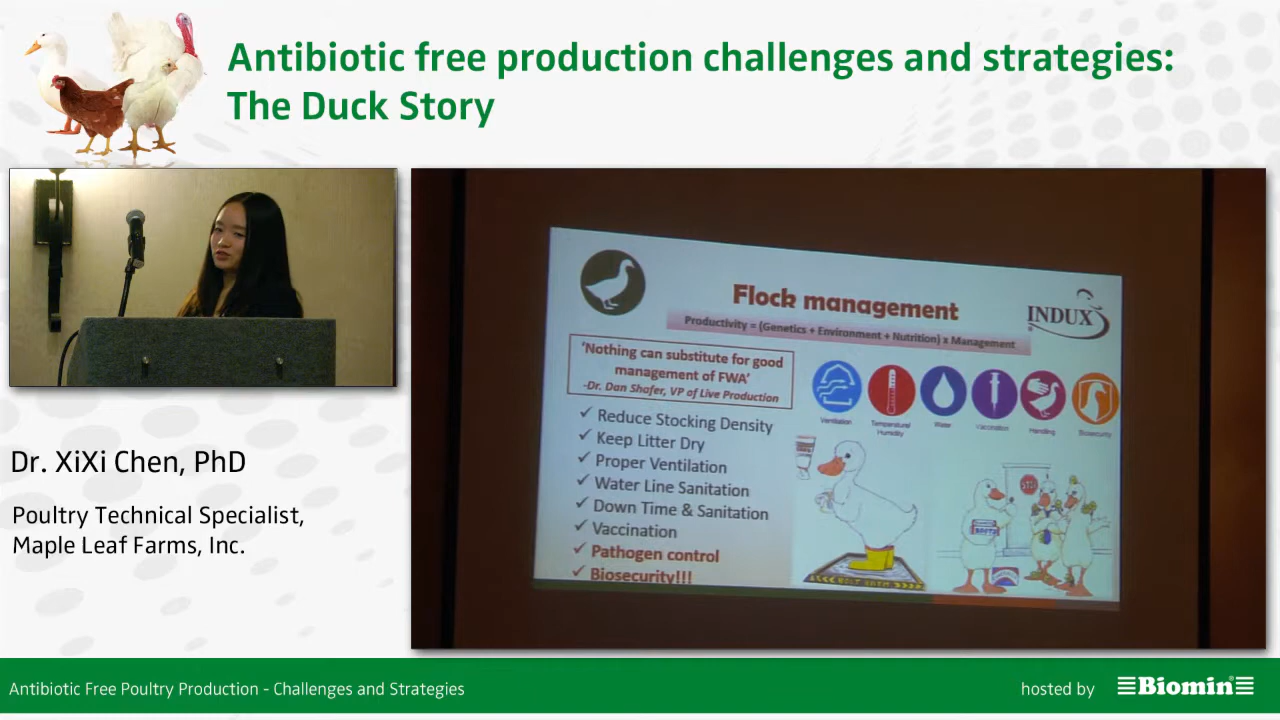 Antibiotic free production challenges and strategies:
The Duck Story
Flock management
INDUX
Productivity = (Genetics + Environment + Nutrition) x Management
'Nothing can substitute for good
management of FWA'
-Dr. Dan Shafer, VP of Live Production
Ventilation
Temperature/
Humidity
Water
Vaccination
Handling
Biosecurity
✓ Reduce Stocking Density
✓ Keep Litter Dry
✓ Proper Ventilation
✓ Water Line Sanitation
✓ Down Time & Sanitation
✓ Vaccination
✓ Pathogen control
✓ Biosecurity!!!
STOP
Dr. XiXi Chen, PhD
Poultry Technical Specialist,
Maple Leaf Farms, Inc.
Antibiotic Free Poultry Production - Challenges and Strategies
hosted by
Biomin